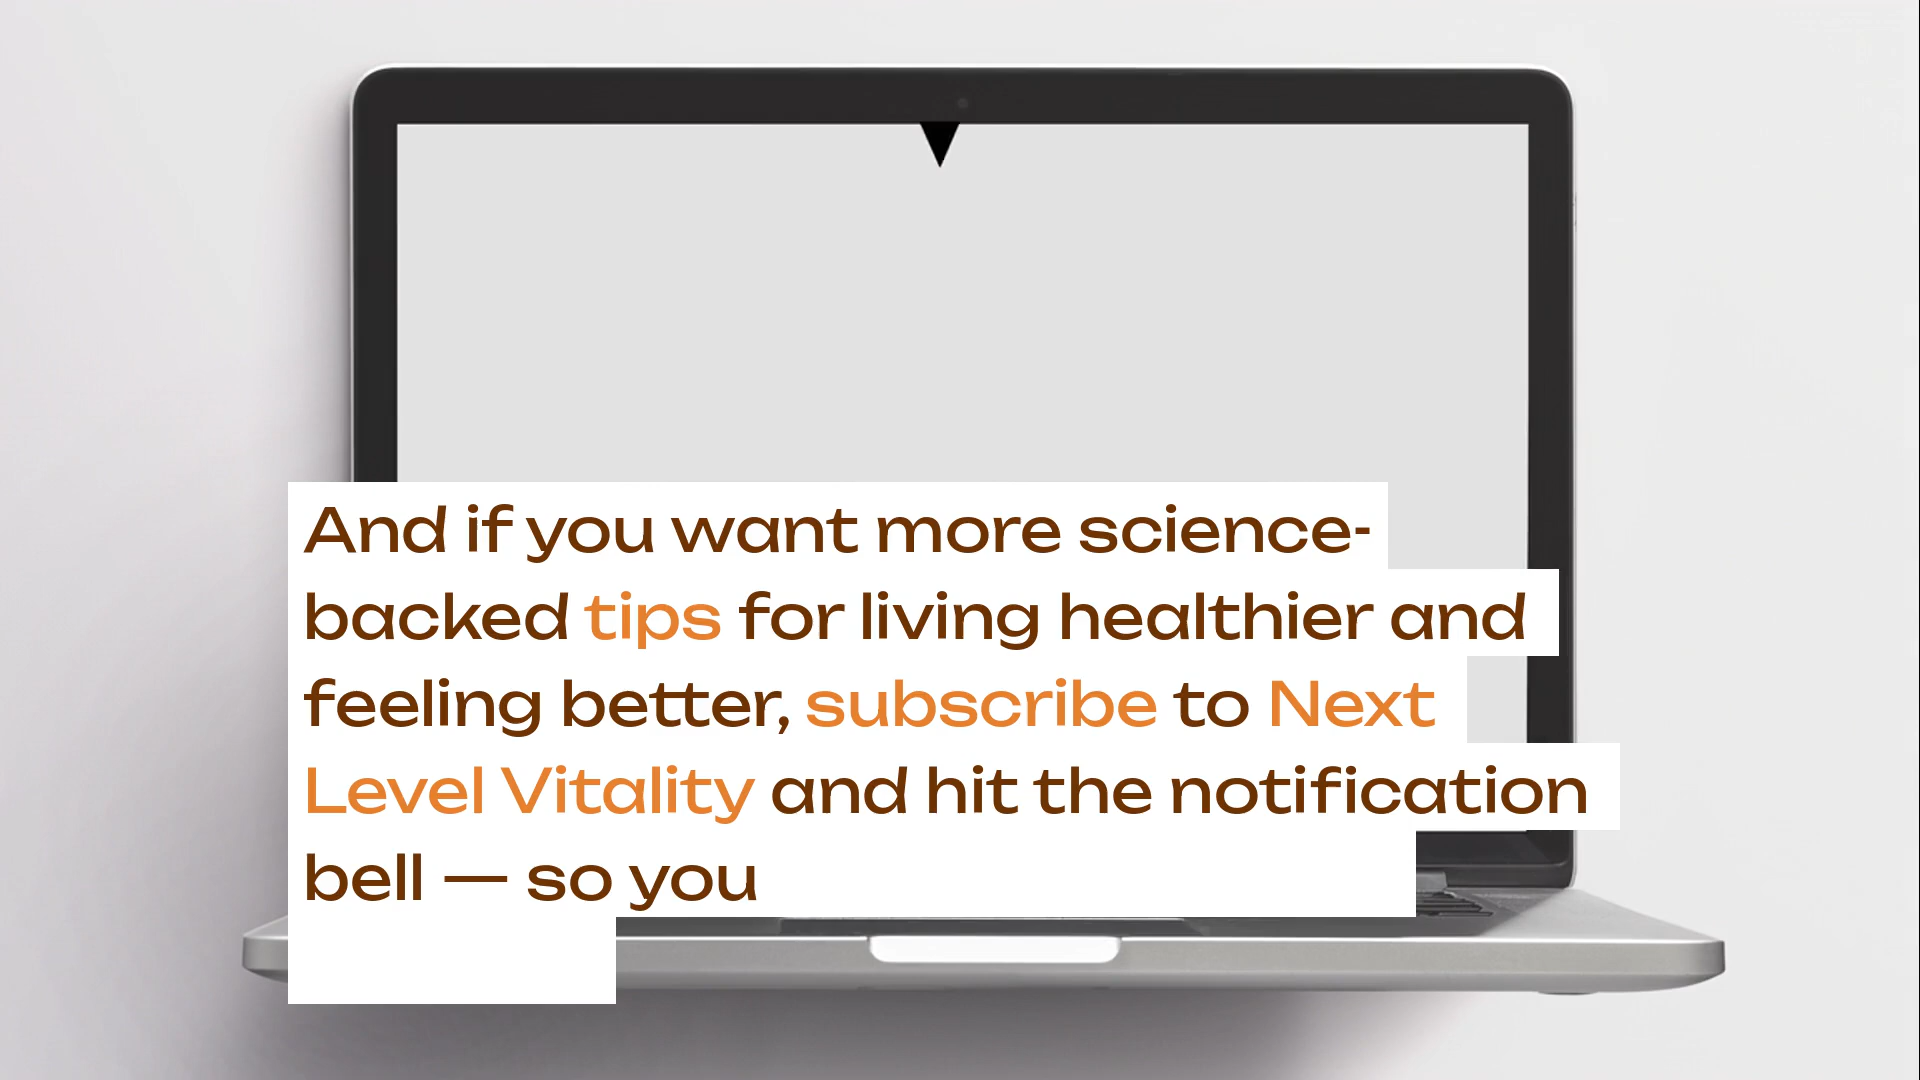 And if you want more science-
backed tips for living healthier and
feeling better, subscribe to Next
Level Vitality and hit the notification
bell — so you